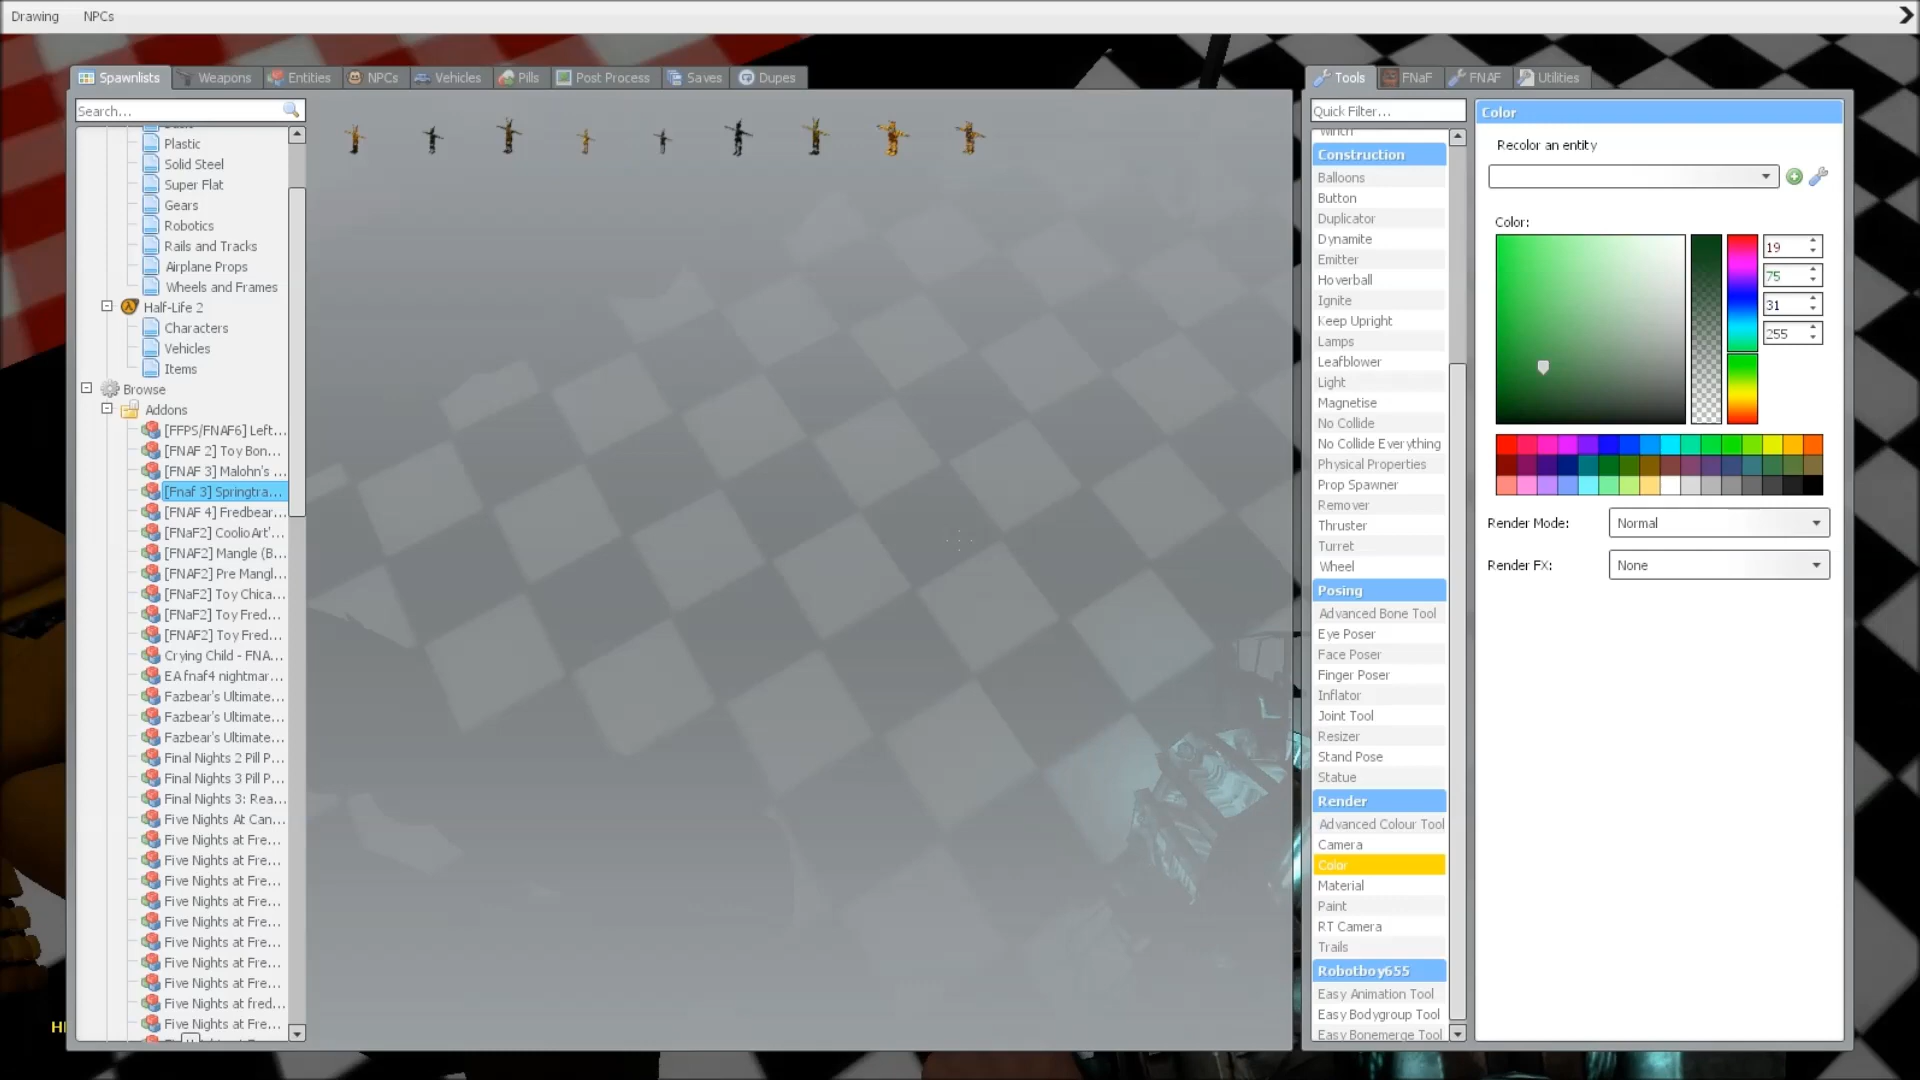 Drawing NPCs
Spawnlists Weapons Entities NPCs Vehicles Pills Post Process Saves Dupes
Search...
Plastic
Solid Steel
Super Flat
Gears
Robotics
Rails and Tracks
Airplane Props
Wheels and Frames
Half-Life 2
Characters
Vehicles
Items
Browse
Addons
[FFPS/FNAF6] Left...
[FNAF 2] Toy Bon...
[FNAF 3] Malohn's ...
[Fnaf 3] Springtra...
[FNAF 4] Fredbear...
[FNaF2] CoolioArt'...
[FNAF2] Mangle (B...
[FNAF2] Pre Mangl...
[FNaF2] Toy Chica...
[FNaF2] Toy Fred...
[FNAF2] Toy Fred...
Crying Child - FNA...
EA fnaf4 nightmar...
Fazbear's Ultimate...
Fazbear's Ultimate...
Fazbear's Ultimate...
Final Nights 2 Pill P...
Final Nights 3 Pill P...
Final Nights 3: Rea...
Five Nights At Can...
Five Nights at Fre...
Five Nights at Fre...
Five Nights at Fre...
Five Nights at Fre...
Five Nights at Fre...
Five Nights at Fre...
Five Nights at Fre...
Five Nights at Fre...
Five Nights at fred...
Five Nights at Fre...
Tools FNaF FNAF Utilities
Quick Filter...
Winch
Construction
Balloons
Button
Duplicator
Dynamite
Emitter
Hoverball
Ignite
Keep Upright
Lamps
Leafblower
Light
Magnetise
No Collide
No Collide Everything
Physical Properties
Prop Spawner
Remover
Thruster
Turret
Wheel
Posing
Advanced Bone Tool
Eye Poser
Face Poser
Finger Poser
Inflator
Joint Tool
Resizer
Stand Pose
Statue
Render
Advanced Colour Tool
Camera
Color
Material
Paint
RT Camera
Trails
Robotboy655
Easy Animation Tool
Easy Bodygroup Tool
Easy Bonemerge Tool
Color
Recolor an entity
Color:
19
75
31
255
Render Mode: Normal
Render FX: None